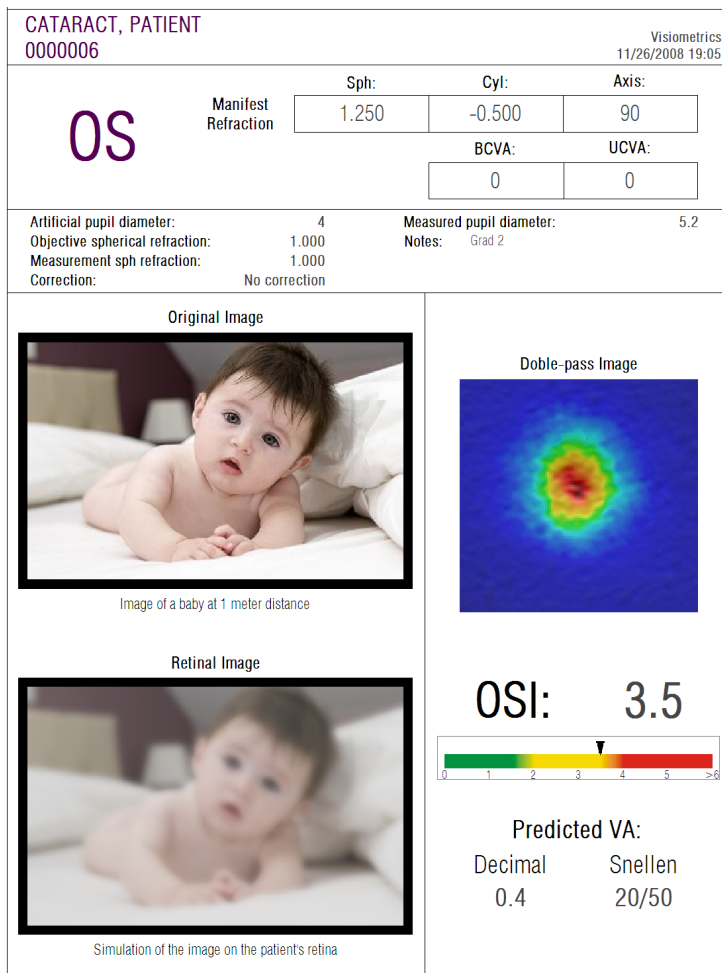 CATARACT, PATIENT
0000006
Visiometrics
11/26/2008 19:05
OS
Manifest
Refraction
Sph: Cyl: Axis:
1.250 -0.500 90
BCVA: UCVA:
0 0
Artificial pupil diameter: 4
Objective spherical refraction: 1.000
Measurement sph refraction: 1.000
Correction: No correction
Measured pupil diameter: 5.2
Notes: Grad 2
Original Image
Image of a baby at 1 meter distance
Retinal Image
Simulation of the image on the patient's retina
Doble-pass Image
OSI: 3.5
0 1 2 3 4 5 >6
Predicted VA:
Decimal Snellen
0.4 20/50